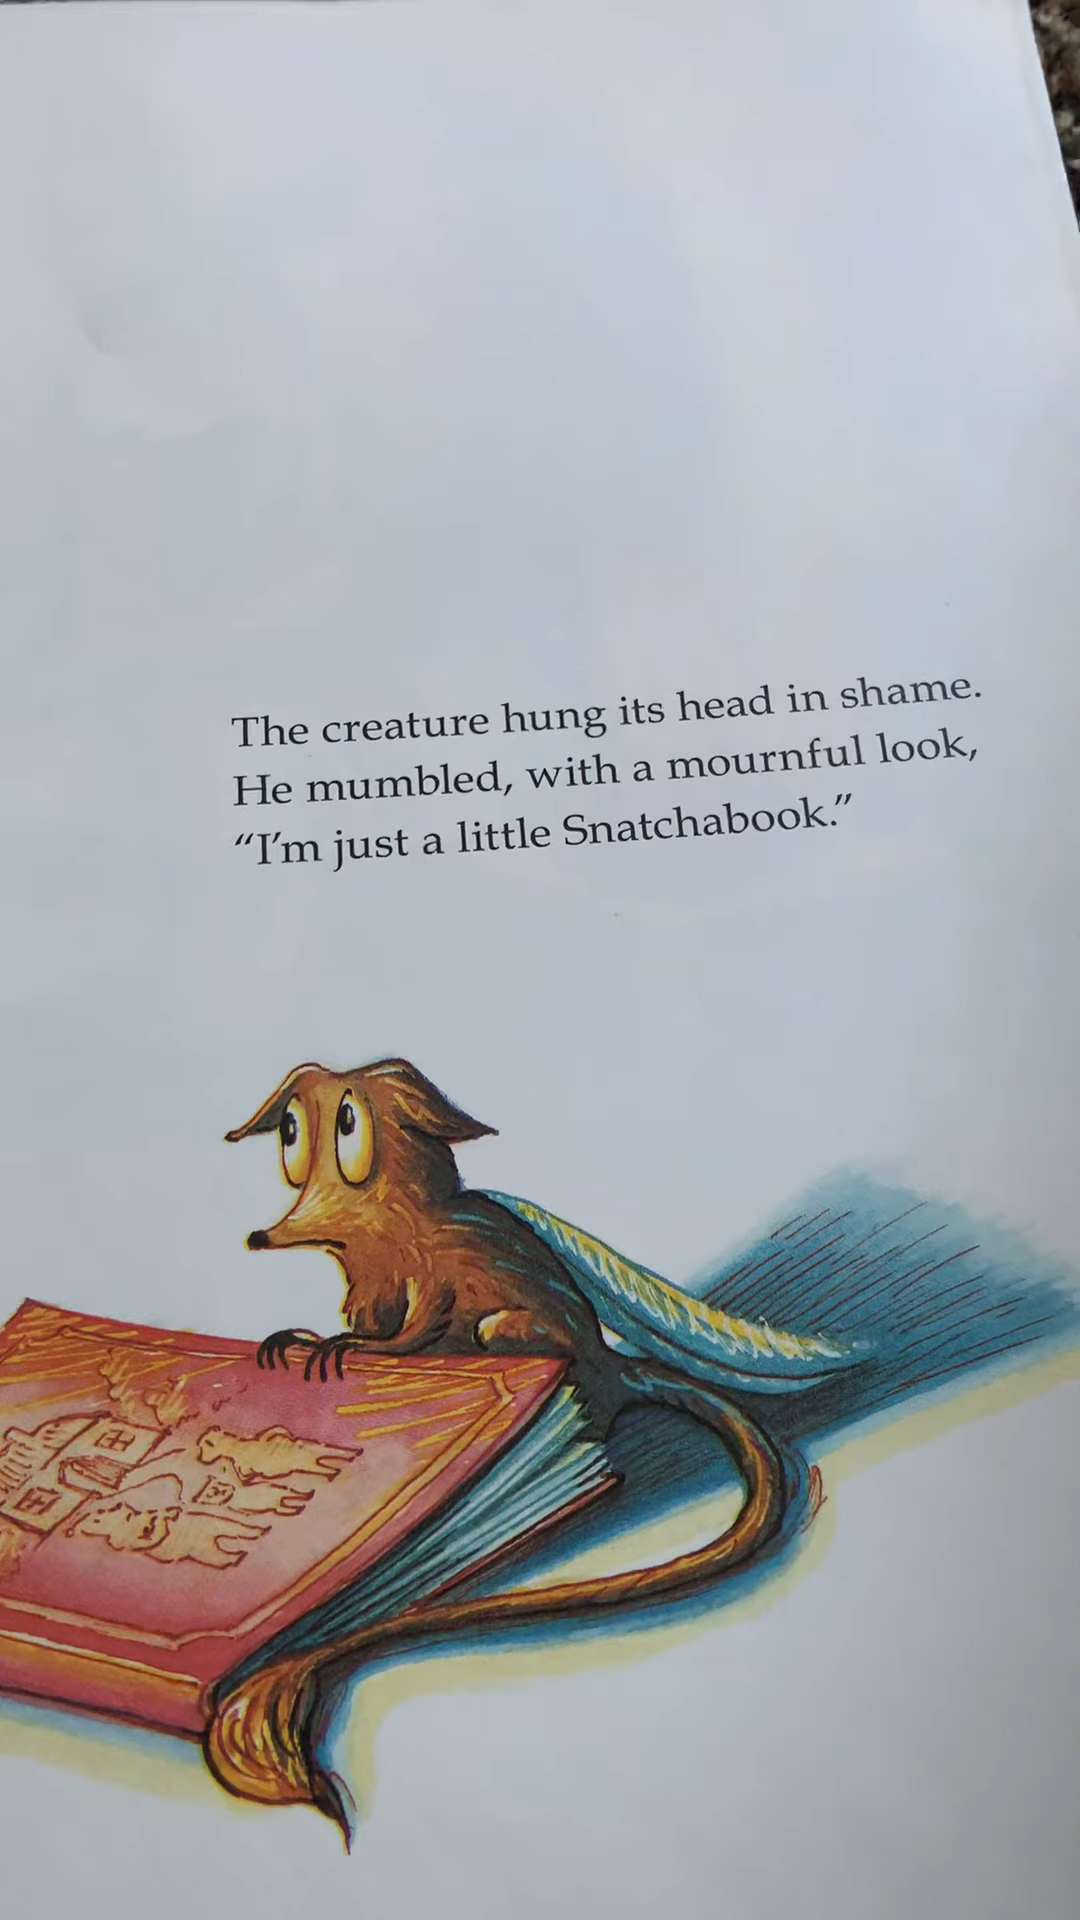 The creature hung its head in shame.
He mumbled, with a mournful look,
“I’m just a little Snatchabook.”